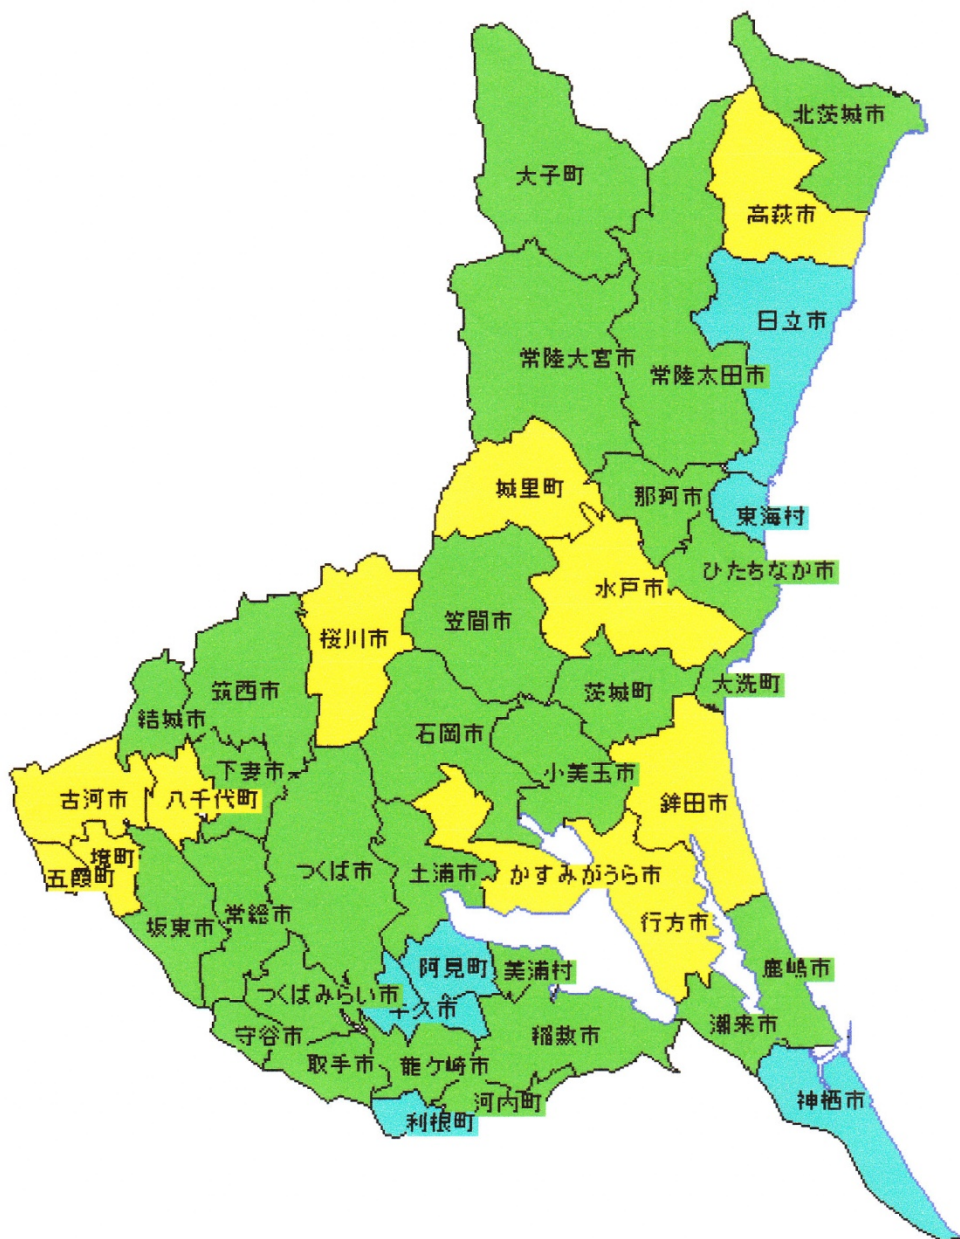 北茨城市
大子町
高萩市
日立市
常陸大宮市
常陸太田市
城里町
那珂市
東海村
ひたちなか市
水戸市
笠間市
桜川市
大洗町
茨城町
筑西市
結城市
石岡市
下妻市
小美玉市
古河市
八千代町
鉾田市
境町
五霞町
つくば市
土浦市
かすみがうら市
坂東市
常総市
行方市
阿見町
美浦村
鹿嶋市
つくばみらい市
牛久市
潮来市
守谷市
稲敷市
取手市
龍ケ崎市
河内町
神栖市
利根町